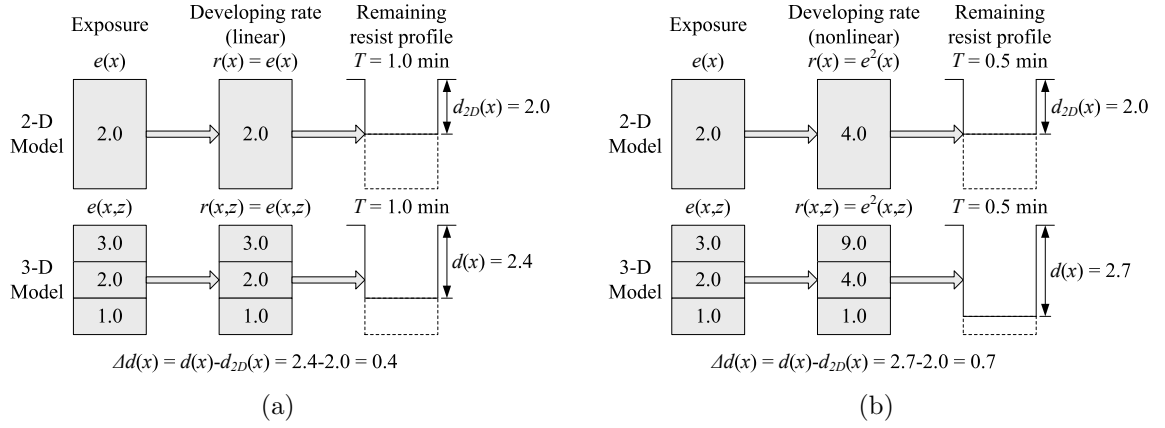 Exposure
Developing rate
(linear)
Remaining
resist profile
e(x)
r(x) = e(x)
T = 1.0 min
2-D
Model
2.0
2.0
d2D(x) = 2.0
e(x,z)
r(x,z) = e(x,z)
T = 1.0 min
3-D
Model
3.0
2.0
1.0
3.0
2.0
1.0
d(x) = 2.4
Δd(x) = d(x)-d2D(x) = 2.4-2.0 = 0.4
(a)
Exposure
Developing rate
(nonlinear)
Remaining
resist profile
e(x)
r(x) = e²(x)
T = 0.5 min
2-D
Model
2.0
4.0
d2D(x) = 2.0
e(x,z)
r(x,z) = e²(x,z)
T = 0.5 min
3-D
Model
3.0
2.0
1.0
9.0
4.0
1.0
d(x) = 2.7
Δd(x) = d(x)-d2D(x) = 2.7-2.0 = 0.7
(b)